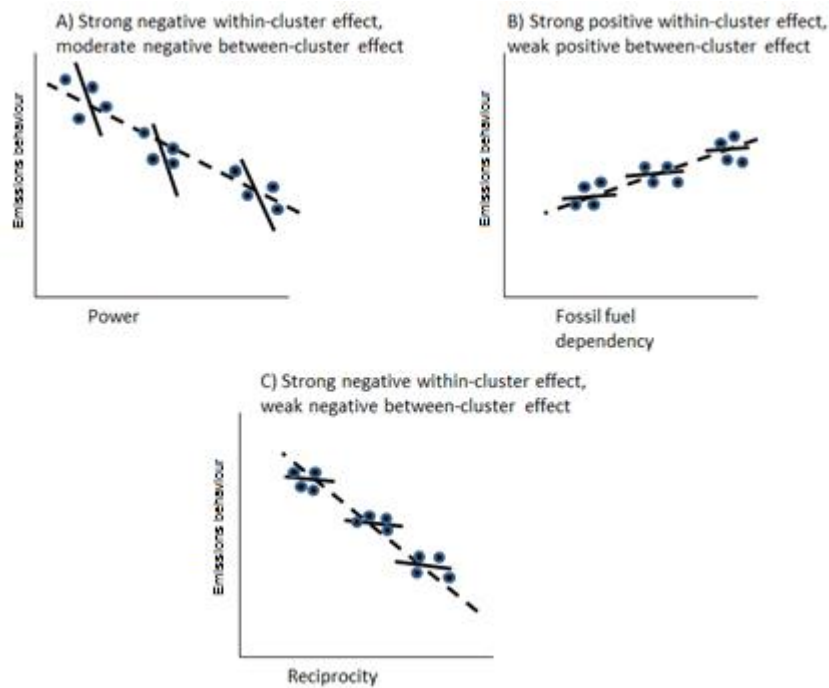 A) Strong negative within-cluster effect,
moderate negative between-cluster effect
Emissions behaviour
Power
B) Strong positive within-cluster effect,
weak positive between-cluster effect
Emissions behaviour
Fossil fuel
dependency
C) Strong negative within-cluster effect,
weak negative between-cluster effect
Emissions behaviour
Reciprocity